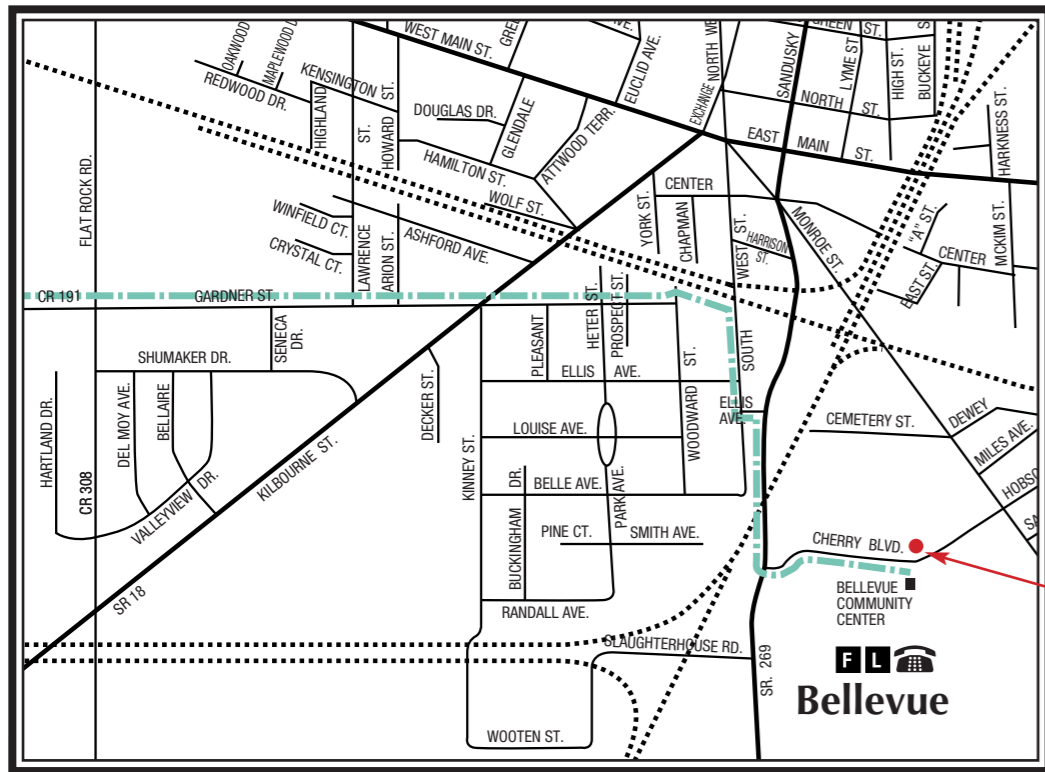 OAKWOOD
MAPLEWOOD D
REDWOOD DR.
KENSINGTON ST.
HIGHLAND
ST.
HOWARD
WEST MAIN ST.
GRE
AVE.
EUCLID AVE.
DOUGLAS DR.
GLENDALE
ATTWOOD TERR.
HAMILTON ST.
WOLF ST.
EXCHANGE
NORTH WE
SANDUSKY
GREEN ST.
LYME ST
HIGH ST.
BUCKEYE
S
NORTH ST.
EAST MAIN ST.
HARKNESS ST.
FLAT ROCK RD.
WINFIELD CT.
CRYSTAL CT.
LAWRENCE
ARION ST.
ASHFORD AVE.
YORK ST.
CHAPMAN
CENTER
WEST ST.
HARRISON
ST.
MONROE ST.
"A" ST.
CENTER
EAST ST.
MCKIM ST.
CR 191
GARDNER ST.
SENECA
DR.
SHUMAKER DR.
HARTLAND DR.
CR 308
DEL MOY AVE.
BELLAIRE
VALLEYVIEW DR.
KILBOURNE ST.
SR 18
DECKER ST.
KINNEY ST.
PLEASANT
HETER ST.
PROSPECT ST
ELLIS AVE.
LOUISE AVE.
WOODWARD ST.
SOUTH
ELLIS
AVE.
BELLE AVE.
BUCKINGHAM DR.
PARK AVE.
PINE CT.
SMITH AVE.
RANDALL AVE.
SLAUGHTERHOUSE RD.
WOOTEN ST.
SR. 269
CEMETERY ST.
DEWEY
MILES AVE.
HOBSO
SA
CHERRY BLVD.
BELLEVUE
COMMUNITY
CENTER
F L
Bellevue